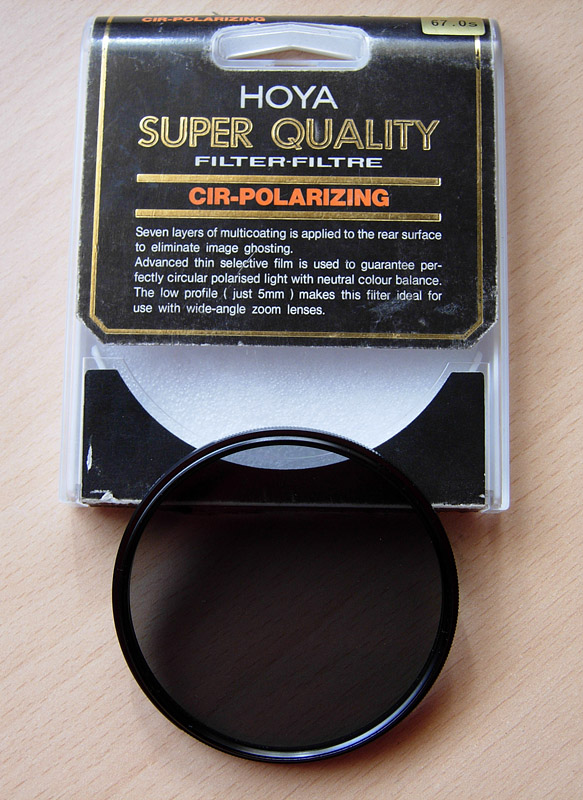 CIR-POLARIZING
67.0s
HOYA
SUPER QUALITY
FILTER-FILTRE
CIR-POLARIZING
Seven layers of multicoating is applied to the rear surface
to eliminate image ghosting.
Advanced thin selective film is used to guarantee per-
fectly circular polarised light with neutral colour balance.
The low profile ( just 5mm ) makes this filter ideal for
use with wide-angle zoom lenses.